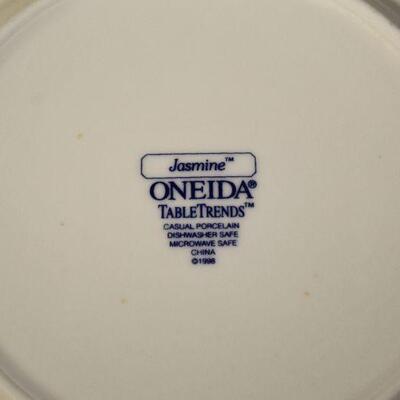 Jasmine™
ONEIDA®
TABLETRENDS™
CASUAL PORCELAIN
DISHWASHER SAFE
MICROWAVE SAFE
CHINA
©1998